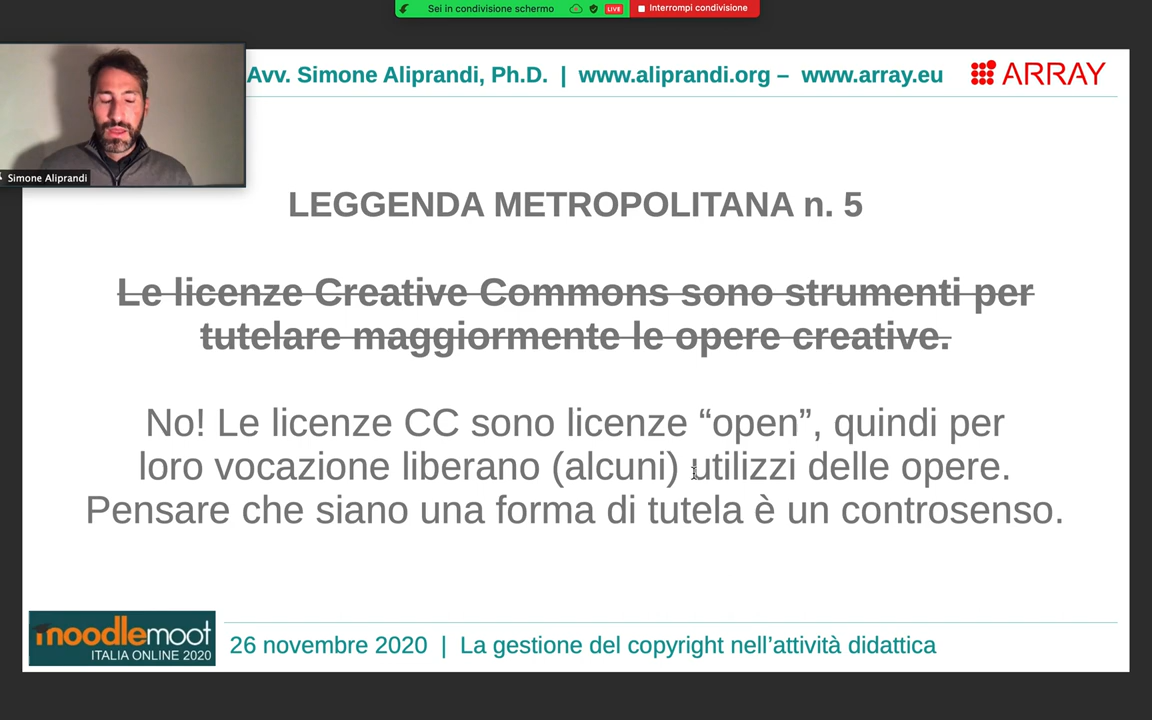 Sei in condivisione schermo LIVE Interrompi condivisione
Avv. Simone Aliprandi, Ph.D. | www.aliprandi.org – www.array.eu ARRAY
Simone Aliprandi
LEGGENDA METROPOLITANA n. 5
Le licenze Creative Commons sono strumenti per
tutelare maggiormente le opere creative.
No! Le licenze CC sono licenze “open”, quindi per
loro vocazione liberano (alcuni) utilizzi delle opere.
Pensare che siano una forma di tutela è un controsenso.
moodlemoot
ITALIA ONLINE 2020
26 novembre 2020 | La gestione del copyright nell’attività didattica